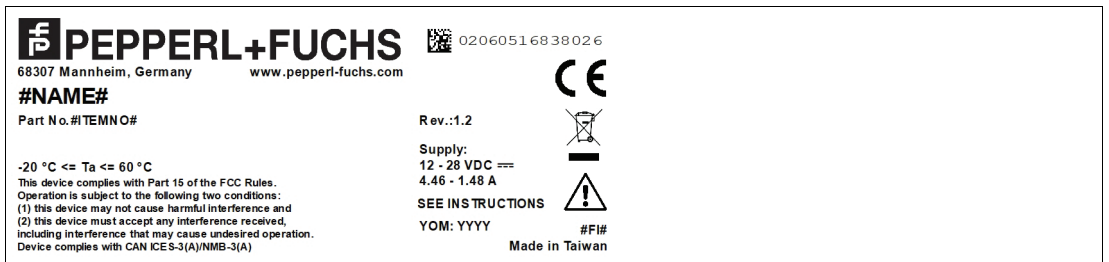 PEPPERL+FUCHS
02060516838026
68307 Mannheim, Germany www.pepperl-fuchs.com
#NAME#
Part No.#ITEMNO#
Rev.:1.2
Supply:
12 - 28 VDC
4.46 - 1.48 A
SEE INSTRUCTIONS
YOM: YYYY
-20 °C <= Ta <= 60 °C
This device complies with Part 15 of the FCC Rules.
Operation is subject to the following two conditions:
(1) this device may not cause harmful interference and
(2) this device must accept any interference received,
including interference that may cause undesired operation.
Device complies with CAN ICES-3(A)/NMB-3(A)
CE
#FI#
Made in Taiwan